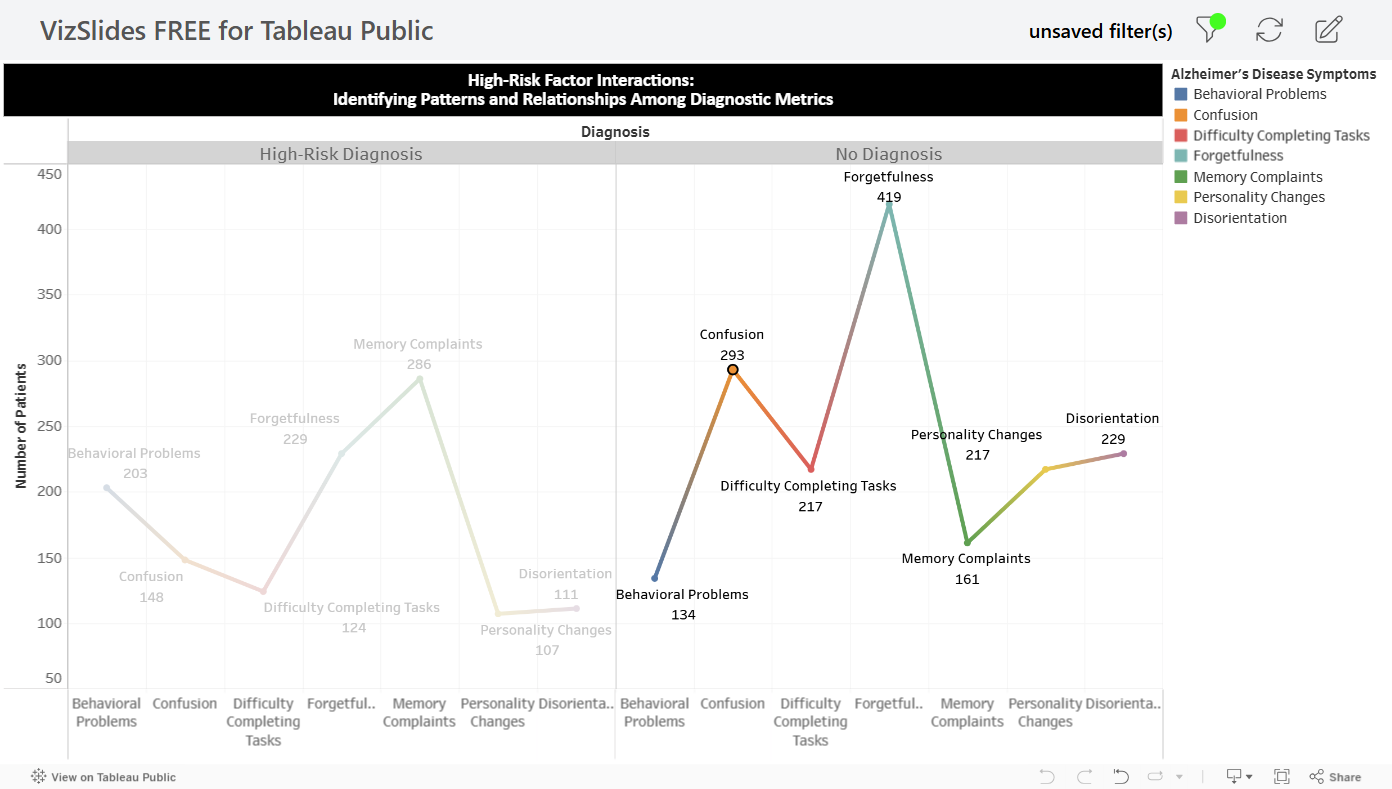 VizSlides FREE for Tableau Public
unsaved filter(s)
High-Risk Factor Interactions:
Identifying Patterns and Relationships Among Diagnostic Metrics
Alzheimer's Disease Symptoms
Behavioral Problems
Confusion
Difficulty Completing Tasks
Forgetfulness
Memory Complaints
Personality Changes
Disorientation
Diagnosis
High-Risk Diagnosis
No Diagnosis
Number of Patients
450
400
350
300
250
200
150
100
50
Behavioral Problems
203
Confusion
148
Difficulty Completing Tasks
124
Forgetfulness
229
Memory Complaints
286
Personality Changes
107
Disorientation
111
Behavioral Problems
134
Confusion
293
Difficulty Completing Tasks
217
Forgetfulness
419
Memory Complaints
161
Personality Changes
217
Disorientation
229
Behavioral
Problems
Confusion
Difficulty
Completing
Tasks
Forgetful..
Memory
Complaints
Personality
Changes
Disorienta..
Behavioral
Problems
Confusion
Difficulty
Completing
Tasks
Forgetful..
Memory
Complaints
Personality
Changes
Disorienta..
View on Tableau Public
Share